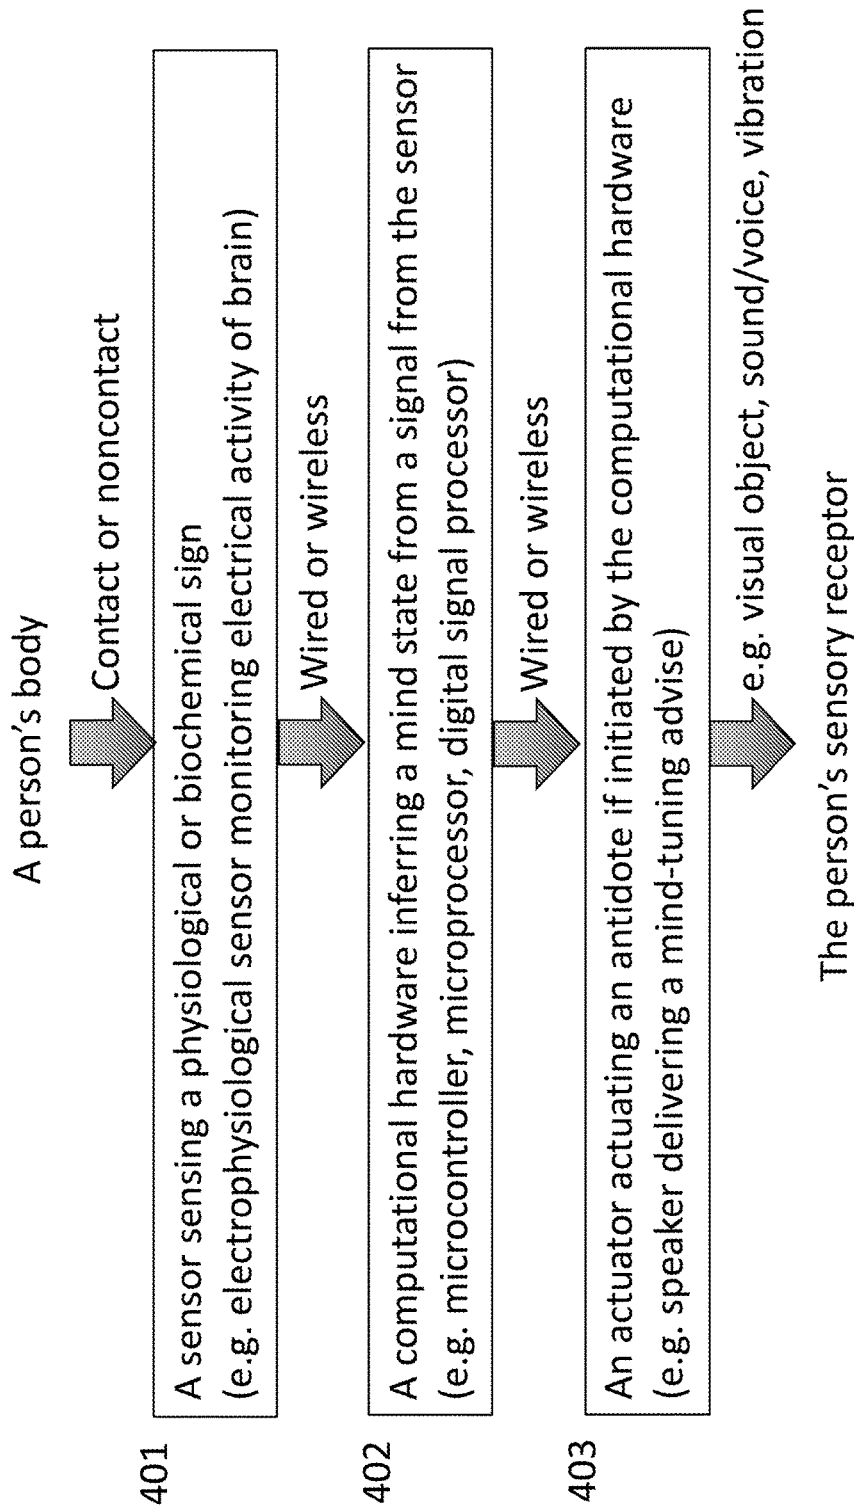 A person's body
Contact or noncontact
401
A sensor sensing a physiological or biochemical sign
(e.g. electrophysiological sensor monitoring electrical activity of brain)
Wired or wireless
402
A computational hardware inferring a mind state from a signal from the sensor
(e.g. microcontroller, microprocessor, digital signal processor)
Wired or wireless
403
An actuator actuating an antidote if initiated by the computational hardware
(e.g. speaker delivering a mind-tuning advise)
e.g. visual object, sound/voice, vibration
The person's sensory receptor